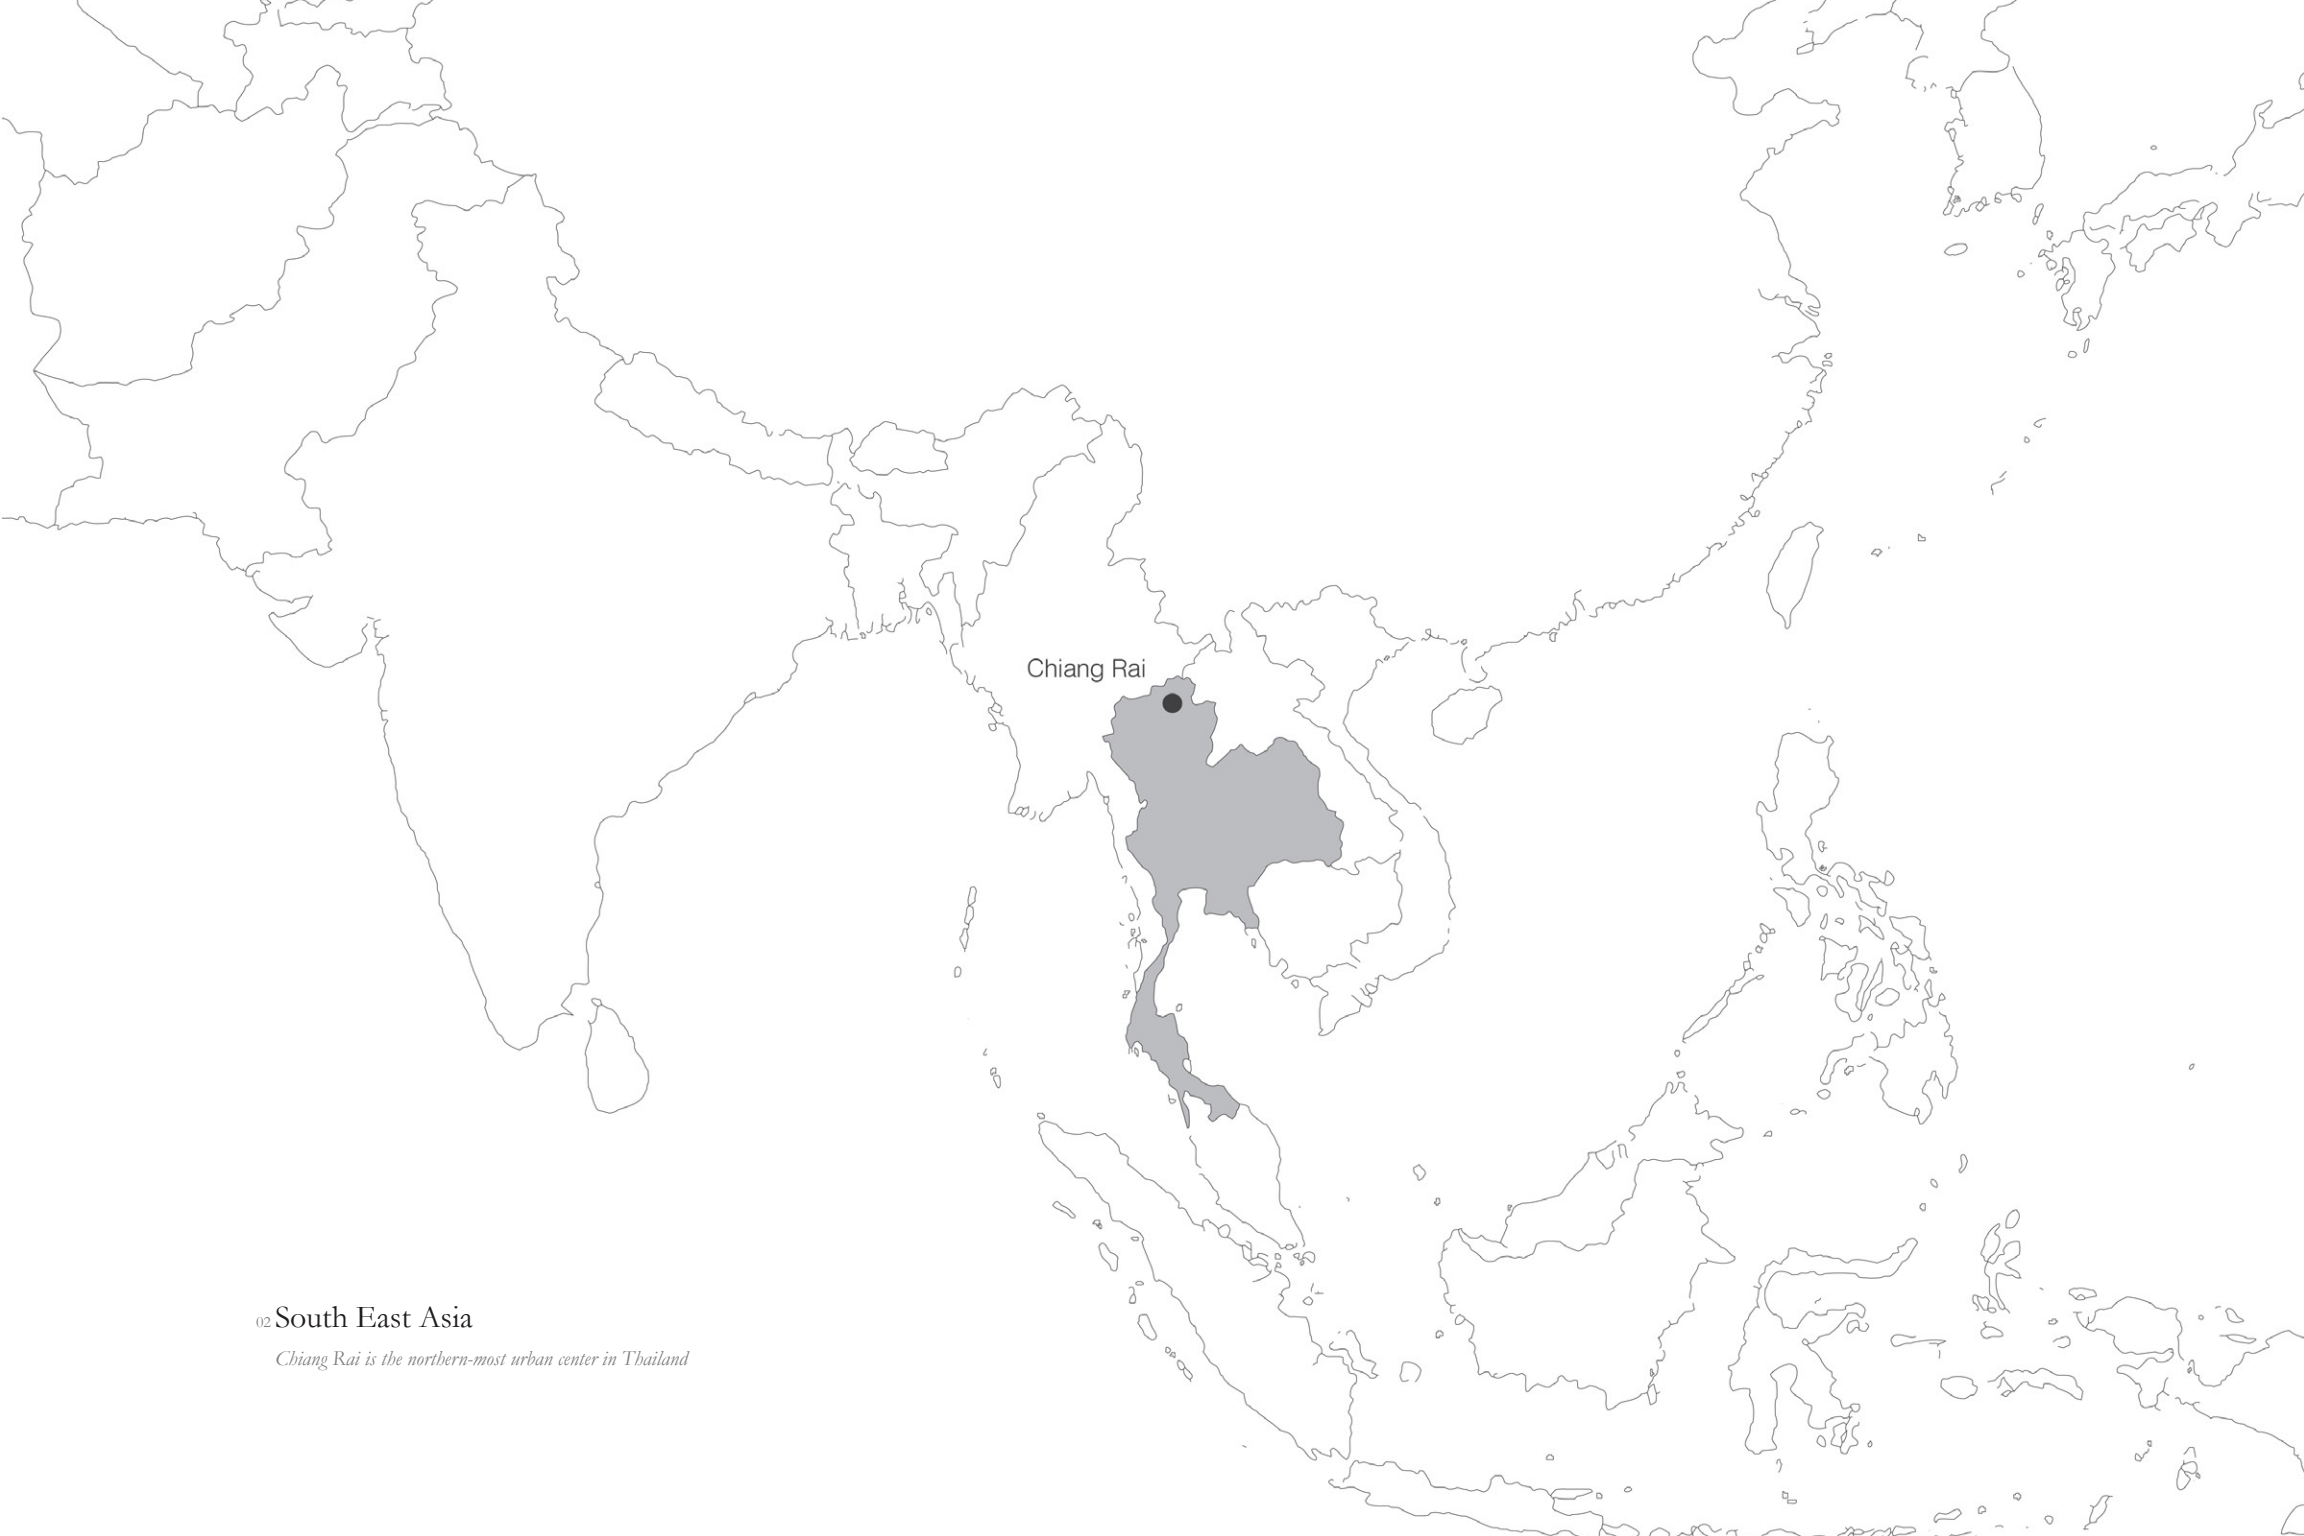 Chiang Rai
02 South East Asia
Chiang Rai is the northern-most urban center in Thailand